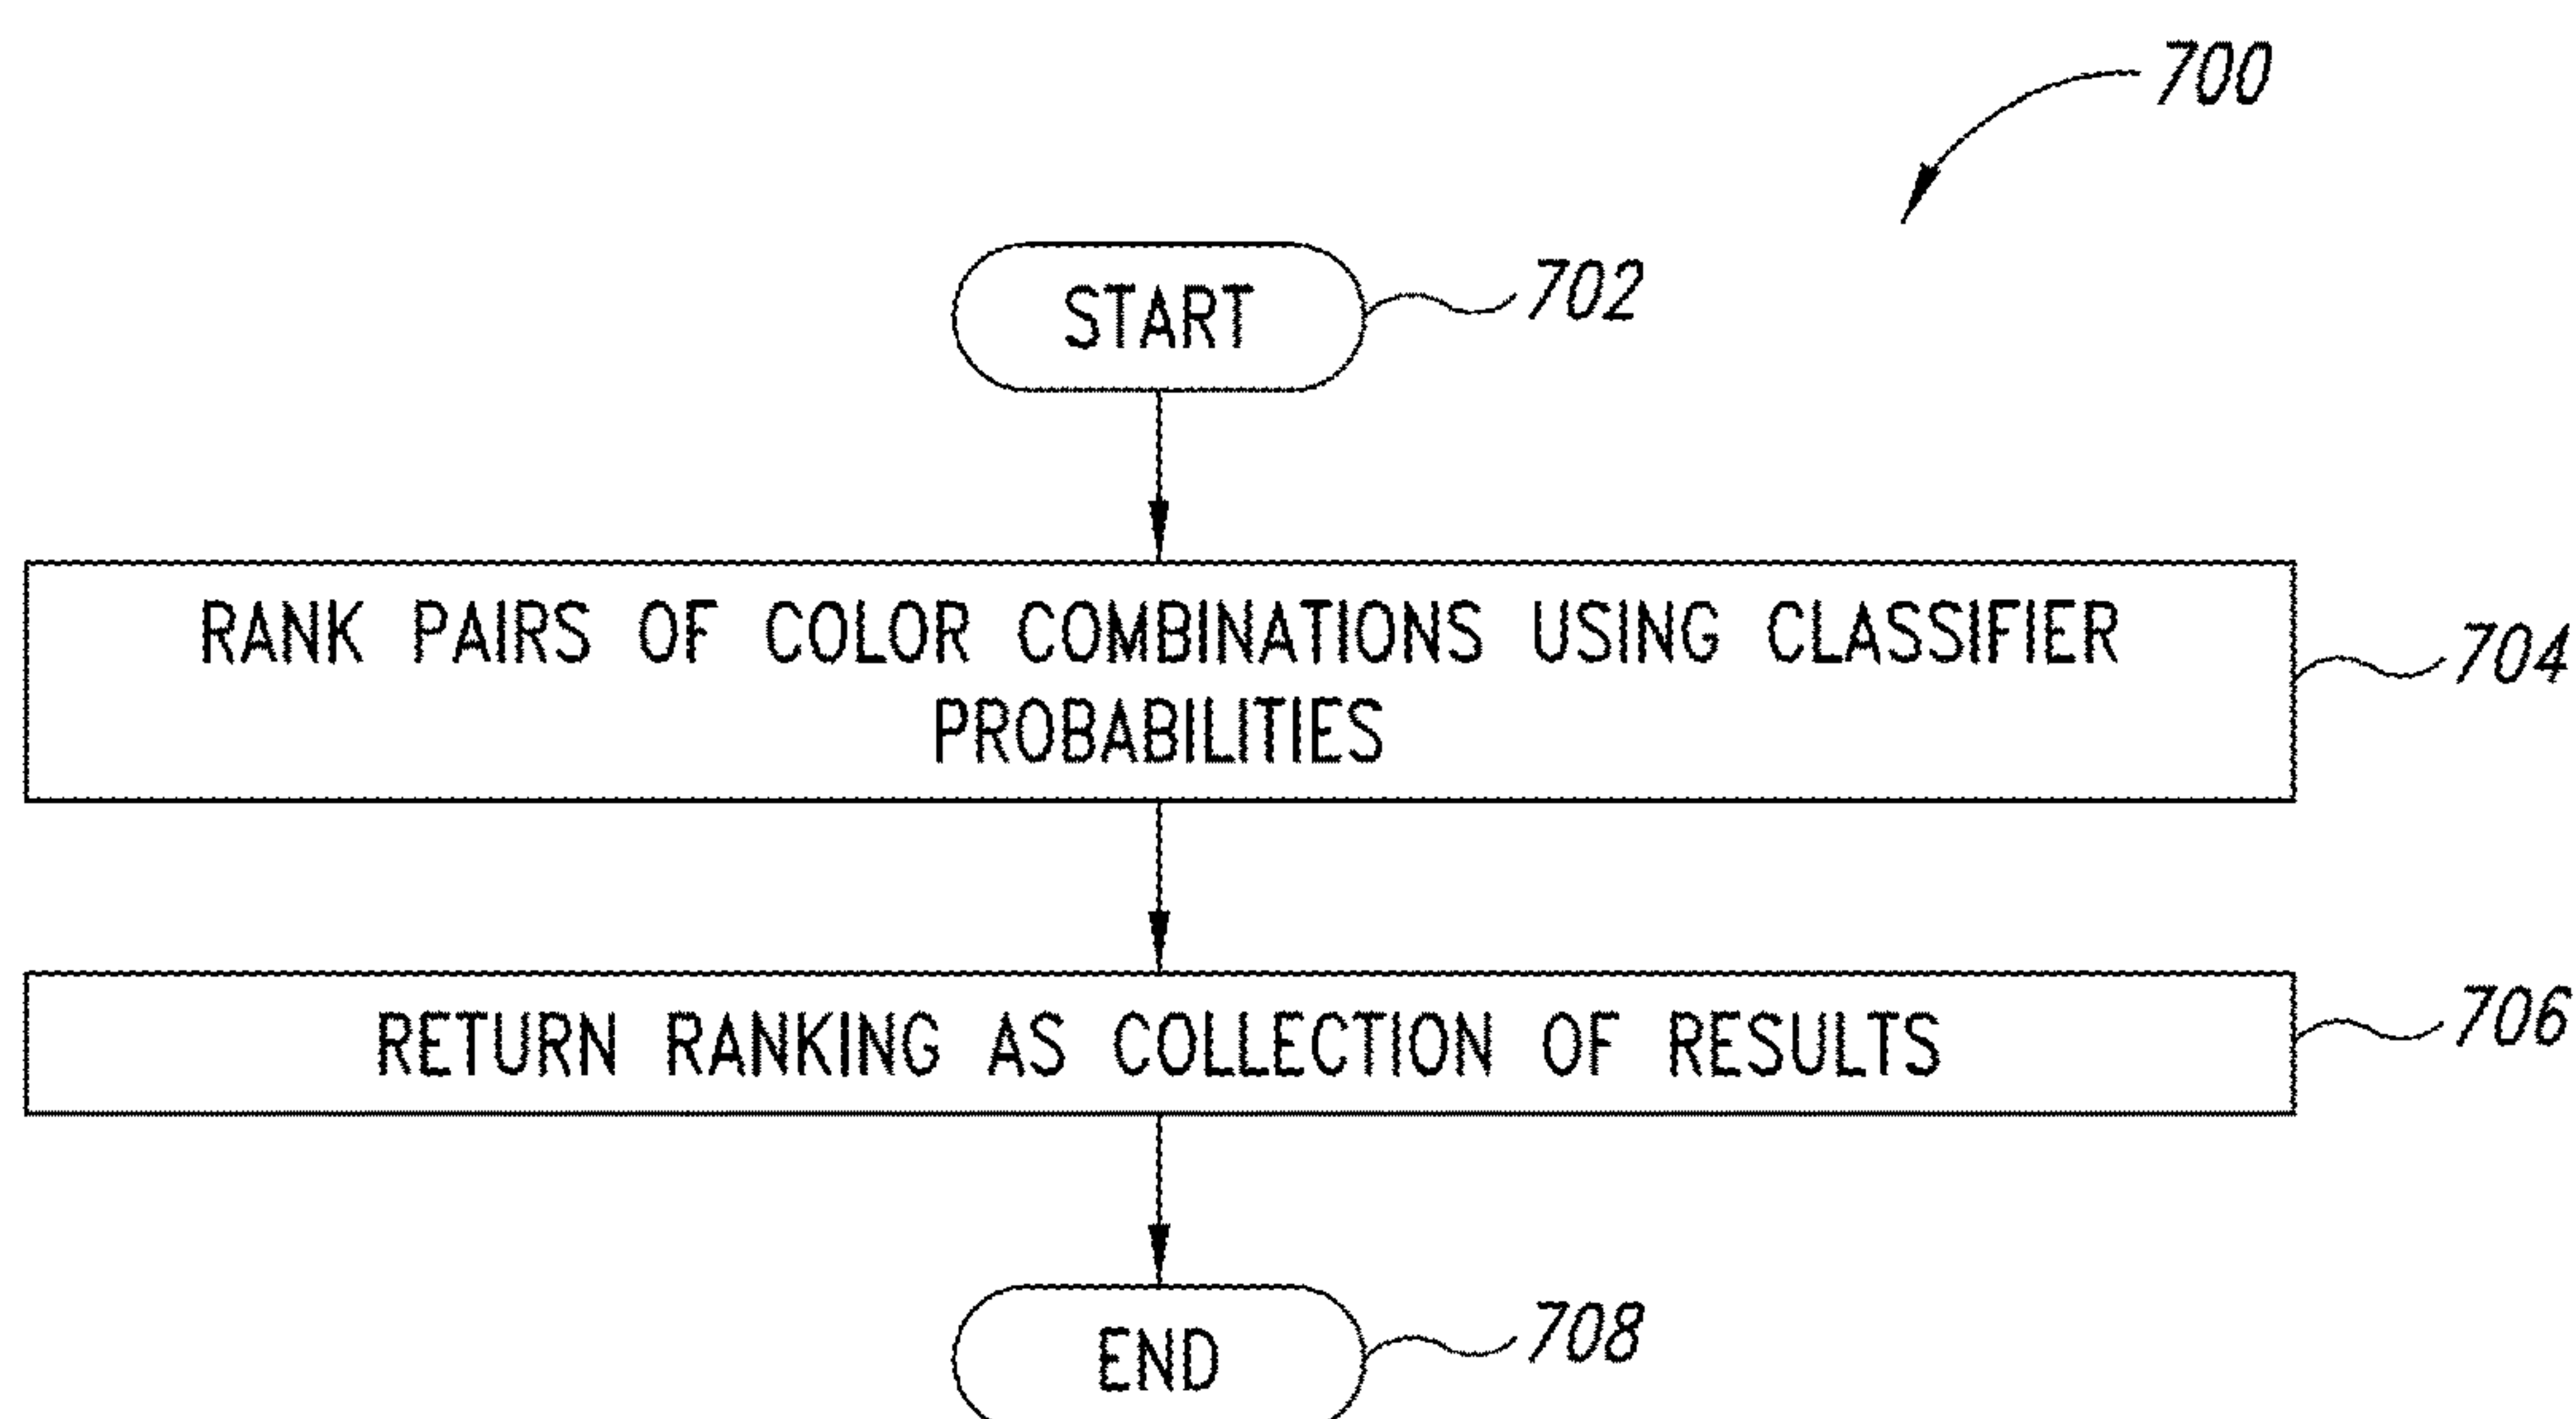 700
START
702
RANK PAIRS OF COLOR COMBINATIONS USING CLASSIFIER
PROBABILITIES
704
RETURN RANKING AS COLLECTION OF RESULTS
706
END
708